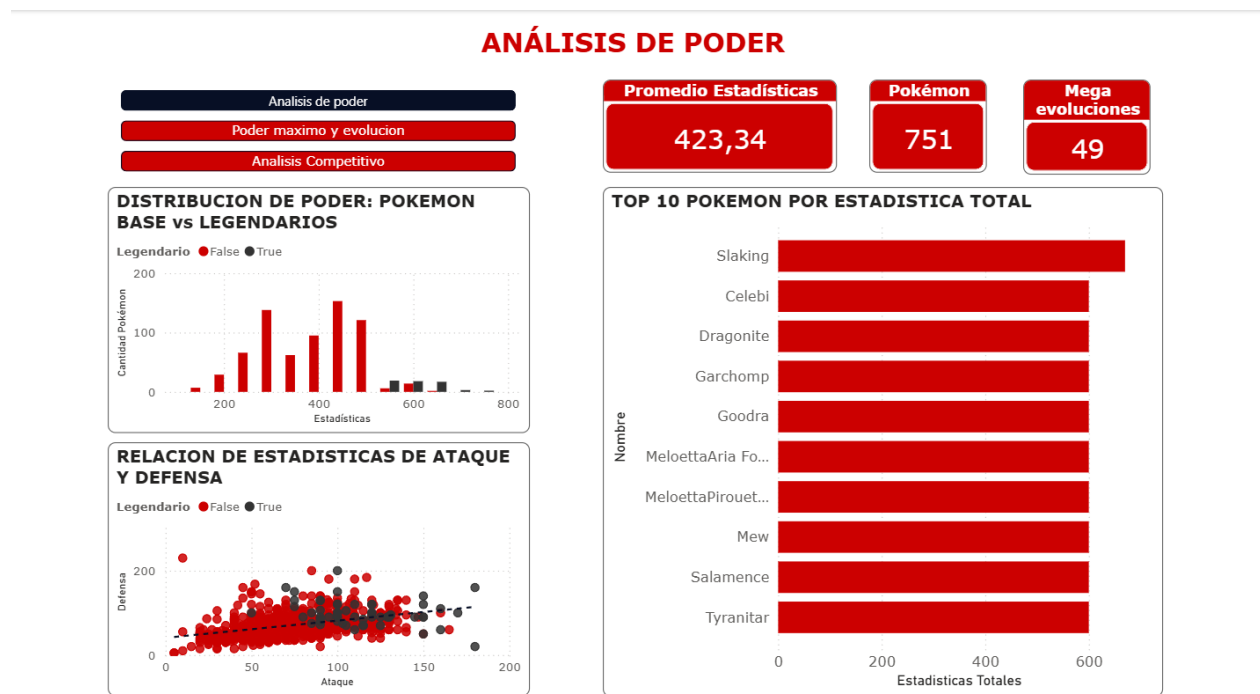 ANÁLISIS DE PODER
Analisis de poder
Poder maximo y evolucion
Analisis Competitivo
Promedio Estadísticas
423,34
Pokémon
751
Mega
evoluciones
49
DISTRIBUCION DE PODER: POKEMON
BASE vs LEGENDARIOS
Legendario False True
Cantidad Pokémon
200
100
0
200 400 600 800
Estadísticas
RELACION DE ESTADISTICAS DE ATAQUE
Y DEFENSA
Legendario False True
Defensa
200
100
0
0 50 100 150 200
Ataque
TOP 10 POKEMON POR ESTADISTICA TOTAL
Nombre
Slaking
Celebi
Dragonite
Garchomp
Goodra
MeloettaAria Fo...
MeloettaPirouet...
Mew
Salamence
Tyranitar
0 200 400 600
Estadisticas Totales